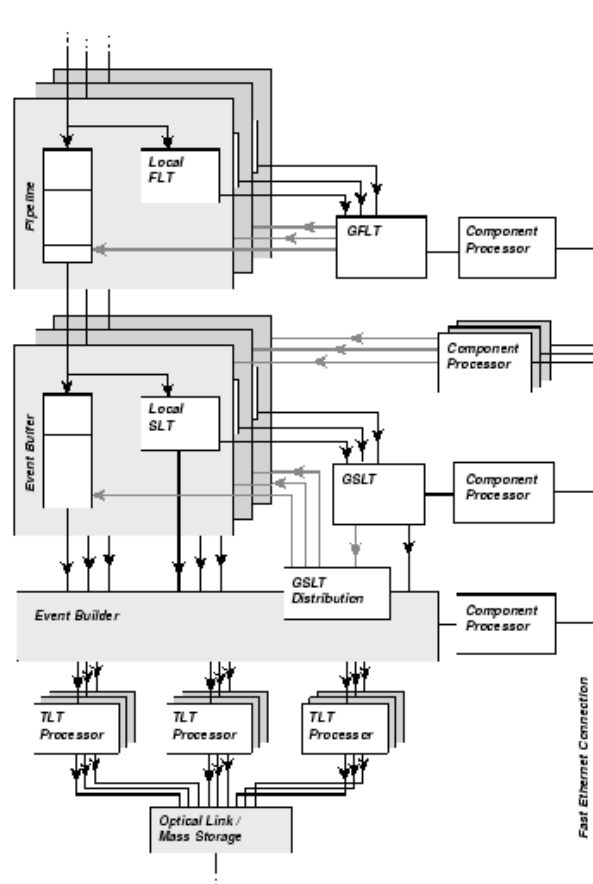 Pipeline
Local
FLT
GFLT
Component
Processor
Component
Processor
Event Buffer
Local
SLT
GSLT
Component
Processor
GSLT
Distribution
Event Builder
Component
Processor
TLT
Processor
TLT
Processor
TLT
Processor
Fast Ethernet Connection
Optical Link /
Mass Storage